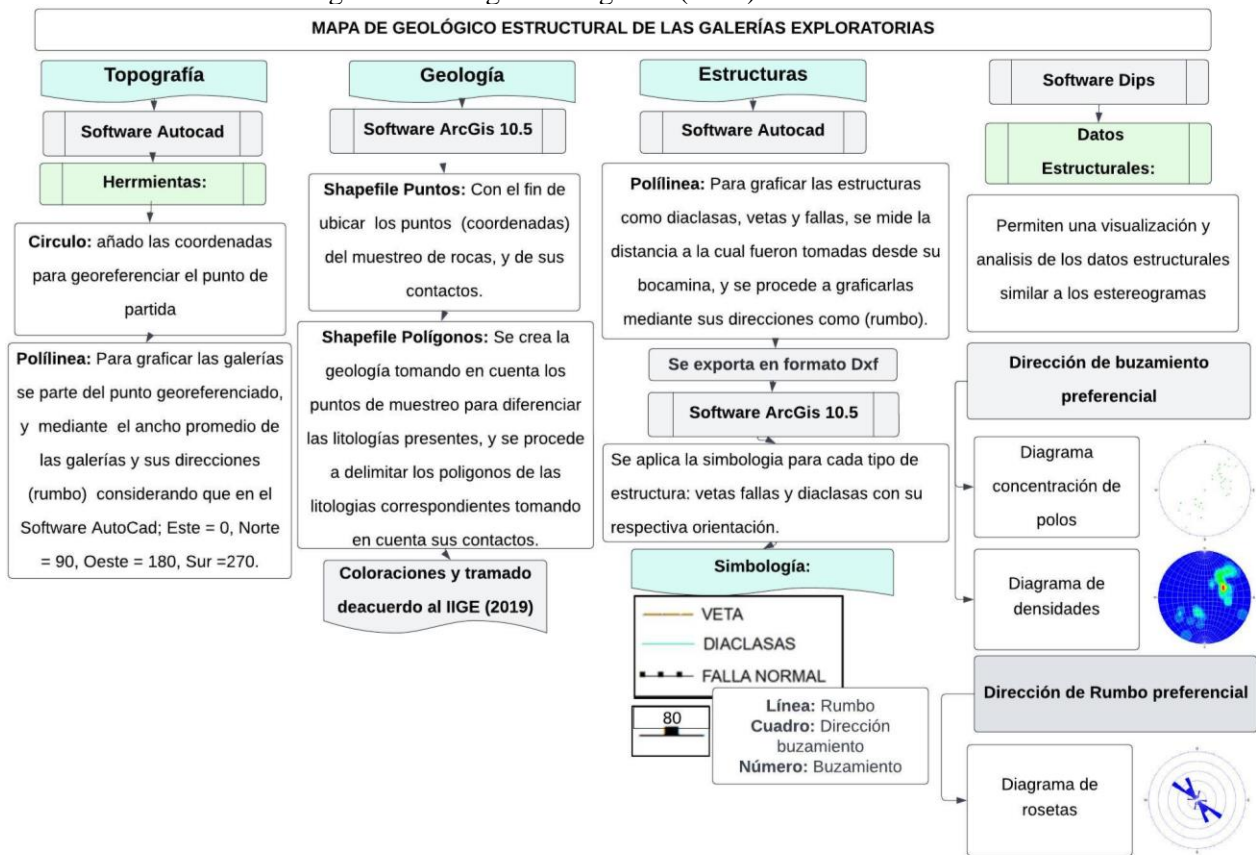 MAPA DE GEOLÓGICO ESTRUCTURAL DE LAS GALERÍAS EXPLORATORIAS
Topografía
Software Autocad
Herrmientas:
Circulo: añado las coordenadas
para georeferenciar el punto de
partida
Polílinea: Para graficar las galerías
se parte del punto georeferenciado,
y mediante el ancho promedio de
las galerías y sus direcciones
(rumbo) considerando que en el
Software AutoCad; Este = 0, Norte
= 90, Oeste = 180, Sur =270.
Geología
Software ArcGis 10.5
Shapefile Puntos: Con el fin de
ubicar los puntos (coordenadas)
del muestreo de rocas, y de sus
contactos.
Shapefile Polígonos: Se crea la
geología tomando en cuenta los
puntos de muestreo para diferenciar
las litologías presentes, y se procede
a delimitar los poligonos de las
litologias correspondientes tomando
en cuenta sus contactos.
Coloraciones y tramado
deacuerdo al IIGE (2019)
Estructuras
Software Autocad
Polílinea: Para graficar las estructuras
como diaclasas, vetas y fallas, se mide la
distancia a la cual fueron tomadas desde su
bocamina, y se procede a graficarlas
mediante sus direcciones como (rumbo).
Se exporta en formato Dxf
Software ArcGis 10.5
Se aplica la simbologia para cada tipo de
estructura: vetas fallas y diaclasas con su
respectiva orientación.
Simbología:
VETA
DIACLASAS
FALLA NORMAL
80
Línea: Rumbo
Cuadro: Dirección
buzamiento
Número: Buzamiento
Software Dips
Datos
Estructurales:
Permiten una visualización y
analisis de los datos estructurales
similar a los estereogramas
Dirección de buzamiento
preferencial
Diagrama
concentración de
polos
Diagrama de
densidades
Dirección de Rumbo preferencial
Diagrama de
rosetas